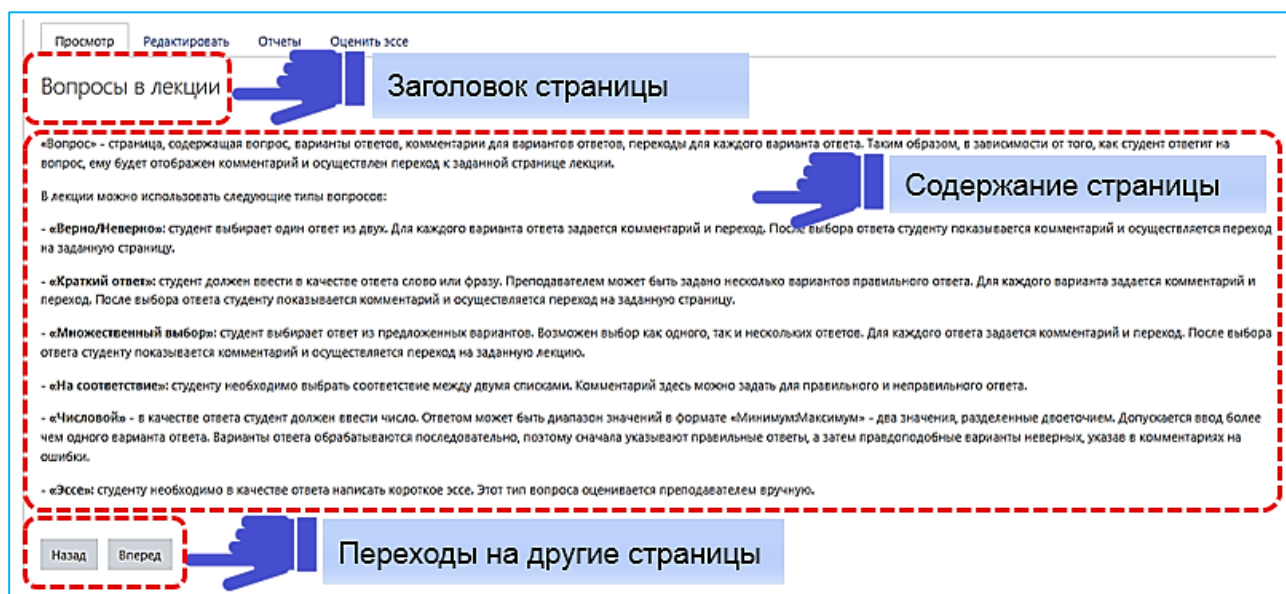 Просмотр Редактировать Отчеты Оценить эссе
Вопросы в лекции
Заголовок страницы
«Вопрос» - страница, содержащая вопрос, варианты ответов, комментарии для вариантов ответов, переходы для каждого варианта ответа. Таким образом, в зависимости от того, как студент ответит на
вопрос, ему будет отображен комментарий и осуществлен переход к заданной странице лекции.
Содержание страницы
В лекции можно использовать следующие типы вопросов:
- «Верно/Неверно»: студент выбирает один ответ из двух. Для каждого варианта ответа задается комментарий и переход. После выбора ответа студенту показывается комментарий и осуществляется переход
на заданную страницу.
- «Краткий ответ»: студент должен ввести в качестве ответа слово или фразу. Преподавателем может быть задано несколько вариантов правильного ответа. Для каждого варианта задается комментарий и
переход. После выбора ответа студенту показывается комментарий и осуществляется переход на заданную страницу.
- «Множественный выбор»: студент выбирает ответ из предложенных вариантов. Возможен выбор как одного, так и нескольких ответов. Для каждого ответа задается комментарий и переход. После выбора
ответа студенту показывается комментарий и осуществляется переход на заданную лекцию.
- «На соответствие»: студенту необходимо выбрать соответствие между двумя списками. Комментарий здесь можно задать для правильного и неправильного ответа.
- «Числовой» - в качестве ответа студент должен ввести число. Ответом может быть диапазон значений в формате «Минимум:Максимум» - два значения, разделенные двоеточием. Допускается ввод более
чем одного варианта ответа. Варианты ответа обрабатываются последовательно, поэтому сначала указывают правильные ответы, а затем правдоподобные варианты неверных, указав в комментариях на
ошибки.
- «Эссе»: студенту необходимо в качестве ответа написать короткое эссе. Этот тип вопроса оценивается преподавателем вручную.
Назад Вперед
Переходы на другие страницы